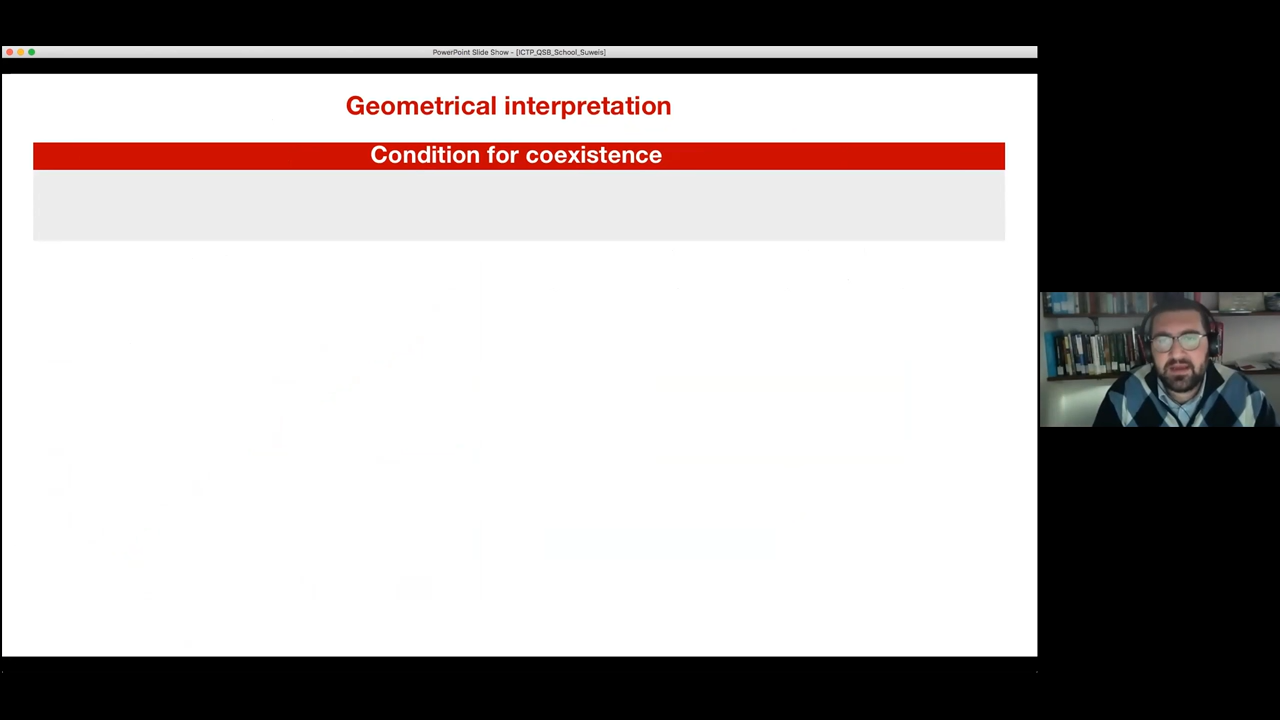 PowerPoint Slide Show - [ICTP_QSB_School_Suweis]
Geometrical interpretation
Condition for coexistence